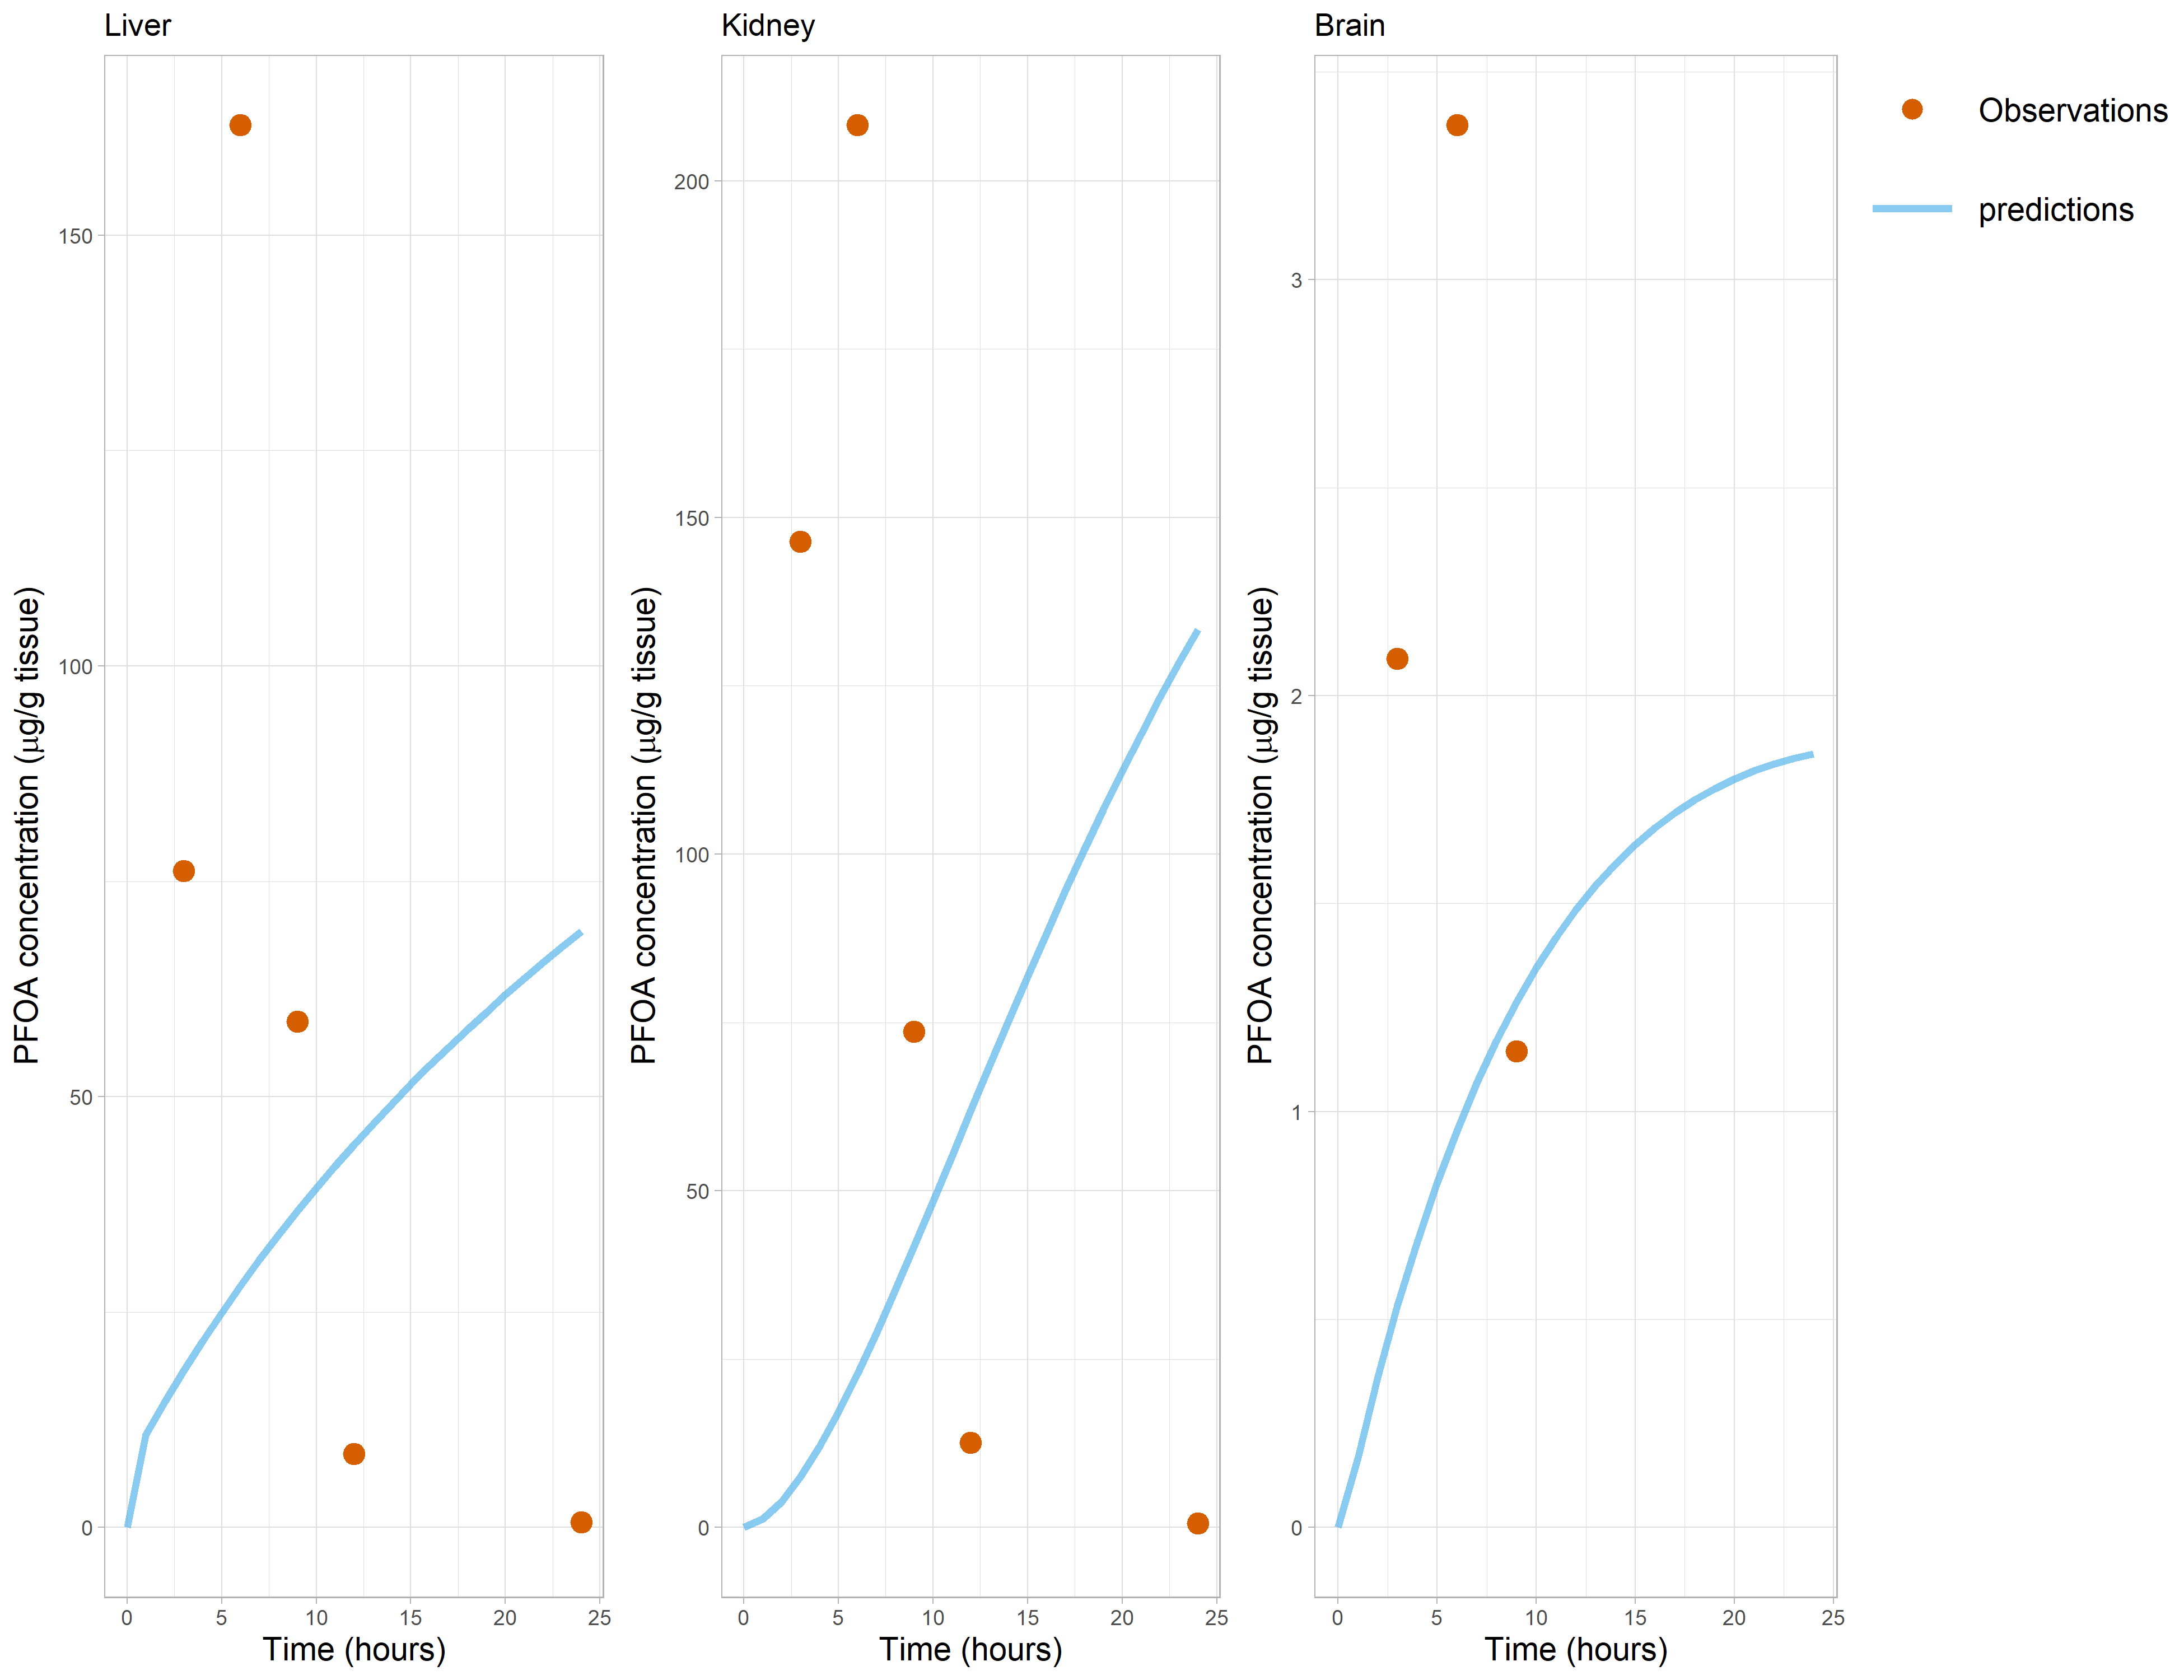 Liver
PFOA concentration (μg/g tissue)
150
100
50
0
0 5 10 15 20 25
Time (hours)
Kidney
PFOA concentration (μg/g tissue)
200
150
100
50
0
0 5 10 15 20 25
Time (hours)
Brain
PFOA concentration (μg/g tissue)
3
2
1
0
0 5 10 15 20 25
Time (hours)
Observations
predictions